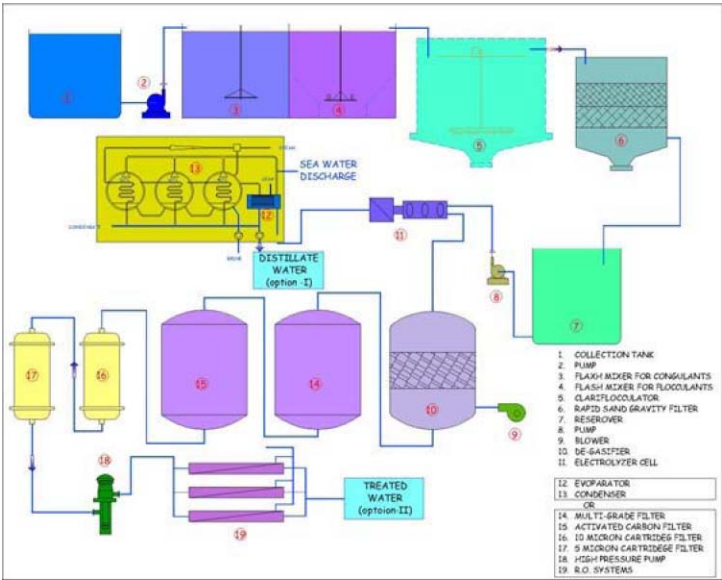 1
2
3
4
5
6
13
SEA WATER
DISCHARGE
12
11
8
7
DISTILLATE
WATER
(option -I)
17
16
15
14
10
9
18
19
TREATED
WATER
(optoion-II)
1. COLLECTION TANK
2. PUMP
3. FLAXH MIXER FOR CONGULANTS
4. FLASH MIXER FOR FLOCCULANTS
5. CLARIFLOCCULATOR
6. RAPID SAND GRAVITY FILTER
7. RESEROVER
8. PUMP
9. BLOWER
10. DE-GASIFIER
11. ELECTROLYZER CELL
12. EVOPARATOR
13. CONDENSER
OR
14. MULTI-GRADE FILTER
15. ACTIVATED CARBON FILTER
16. 10 MICRON CARTRIDEG FILTER
17. 5 MICRON CARTRIDEGE FILTER
18. HIGH PRESSURE PUMP
19. R.O. SYSTEMS